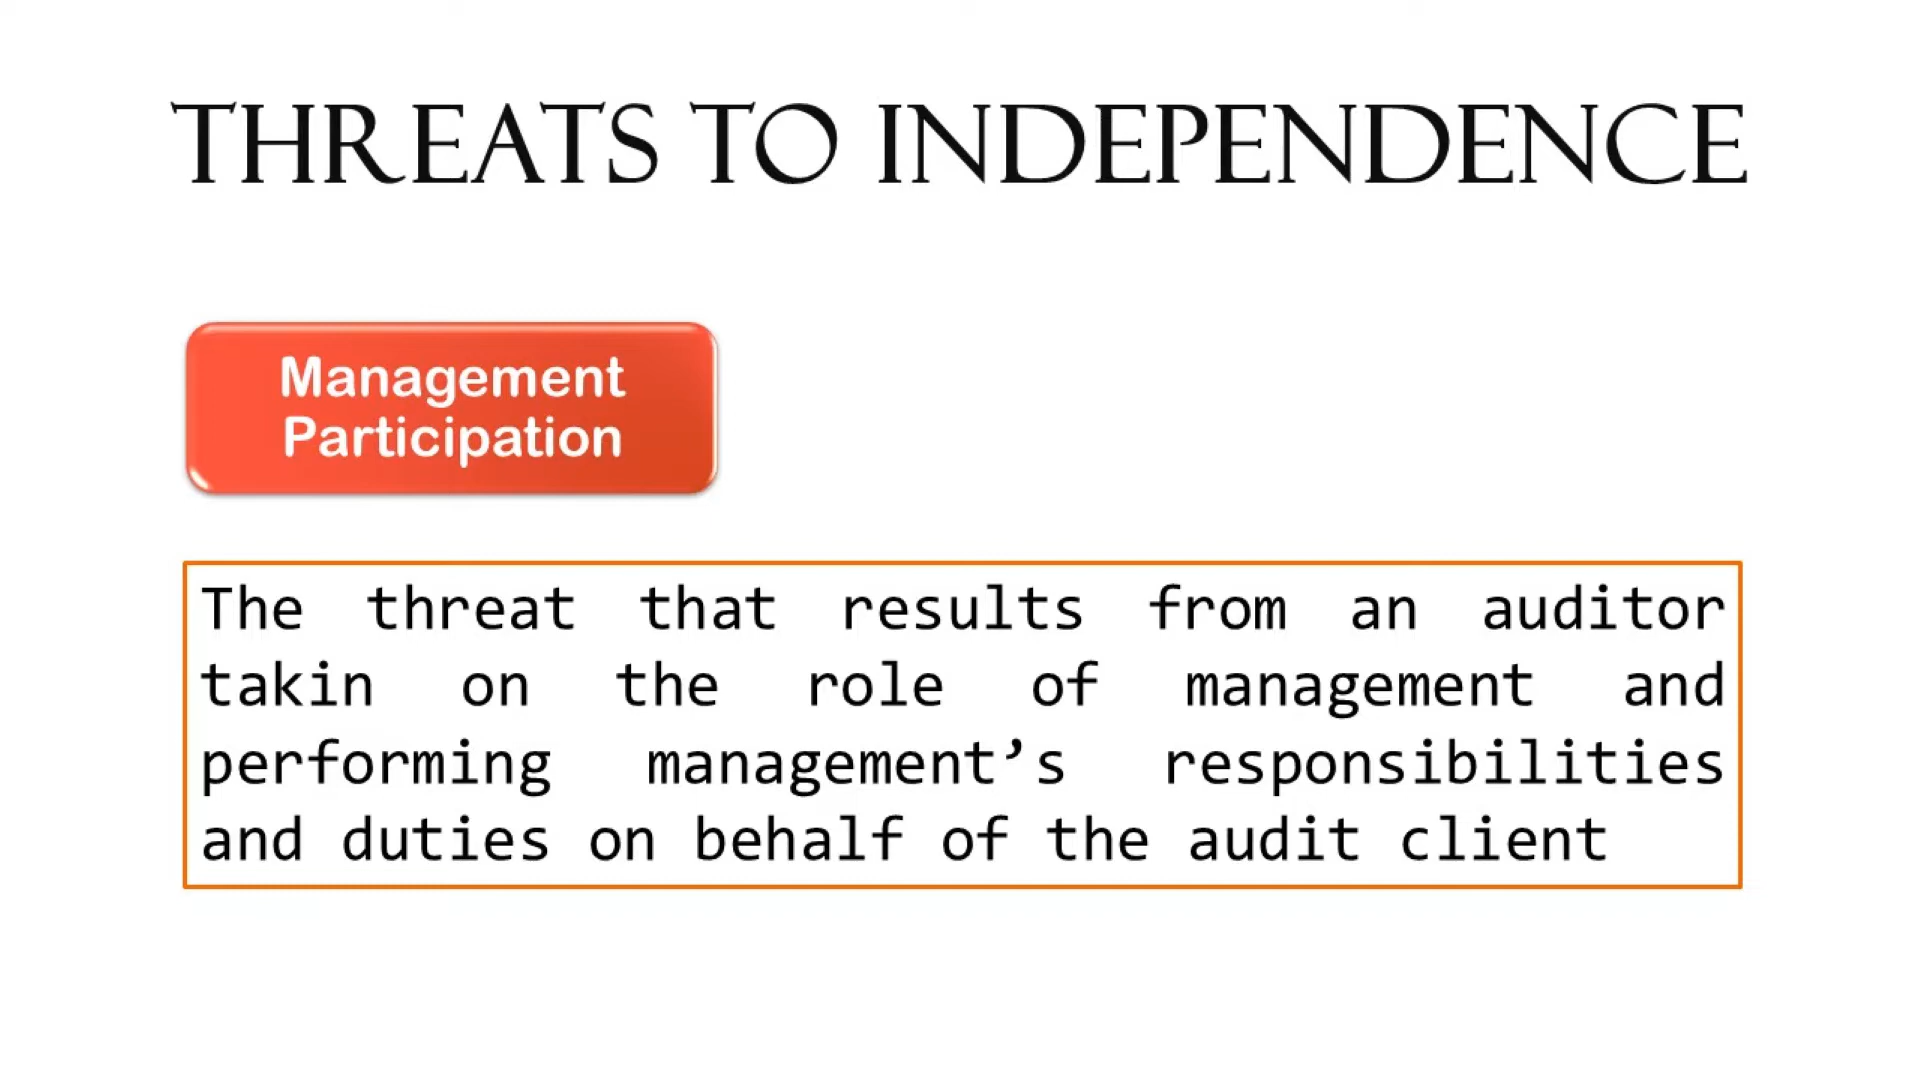 THREATS TO INDEPENDENCE
Management
Participation
The threat that results from an auditor
takin on the role of management and
performing management’s responsibilities
and duties on behalf of the audit client